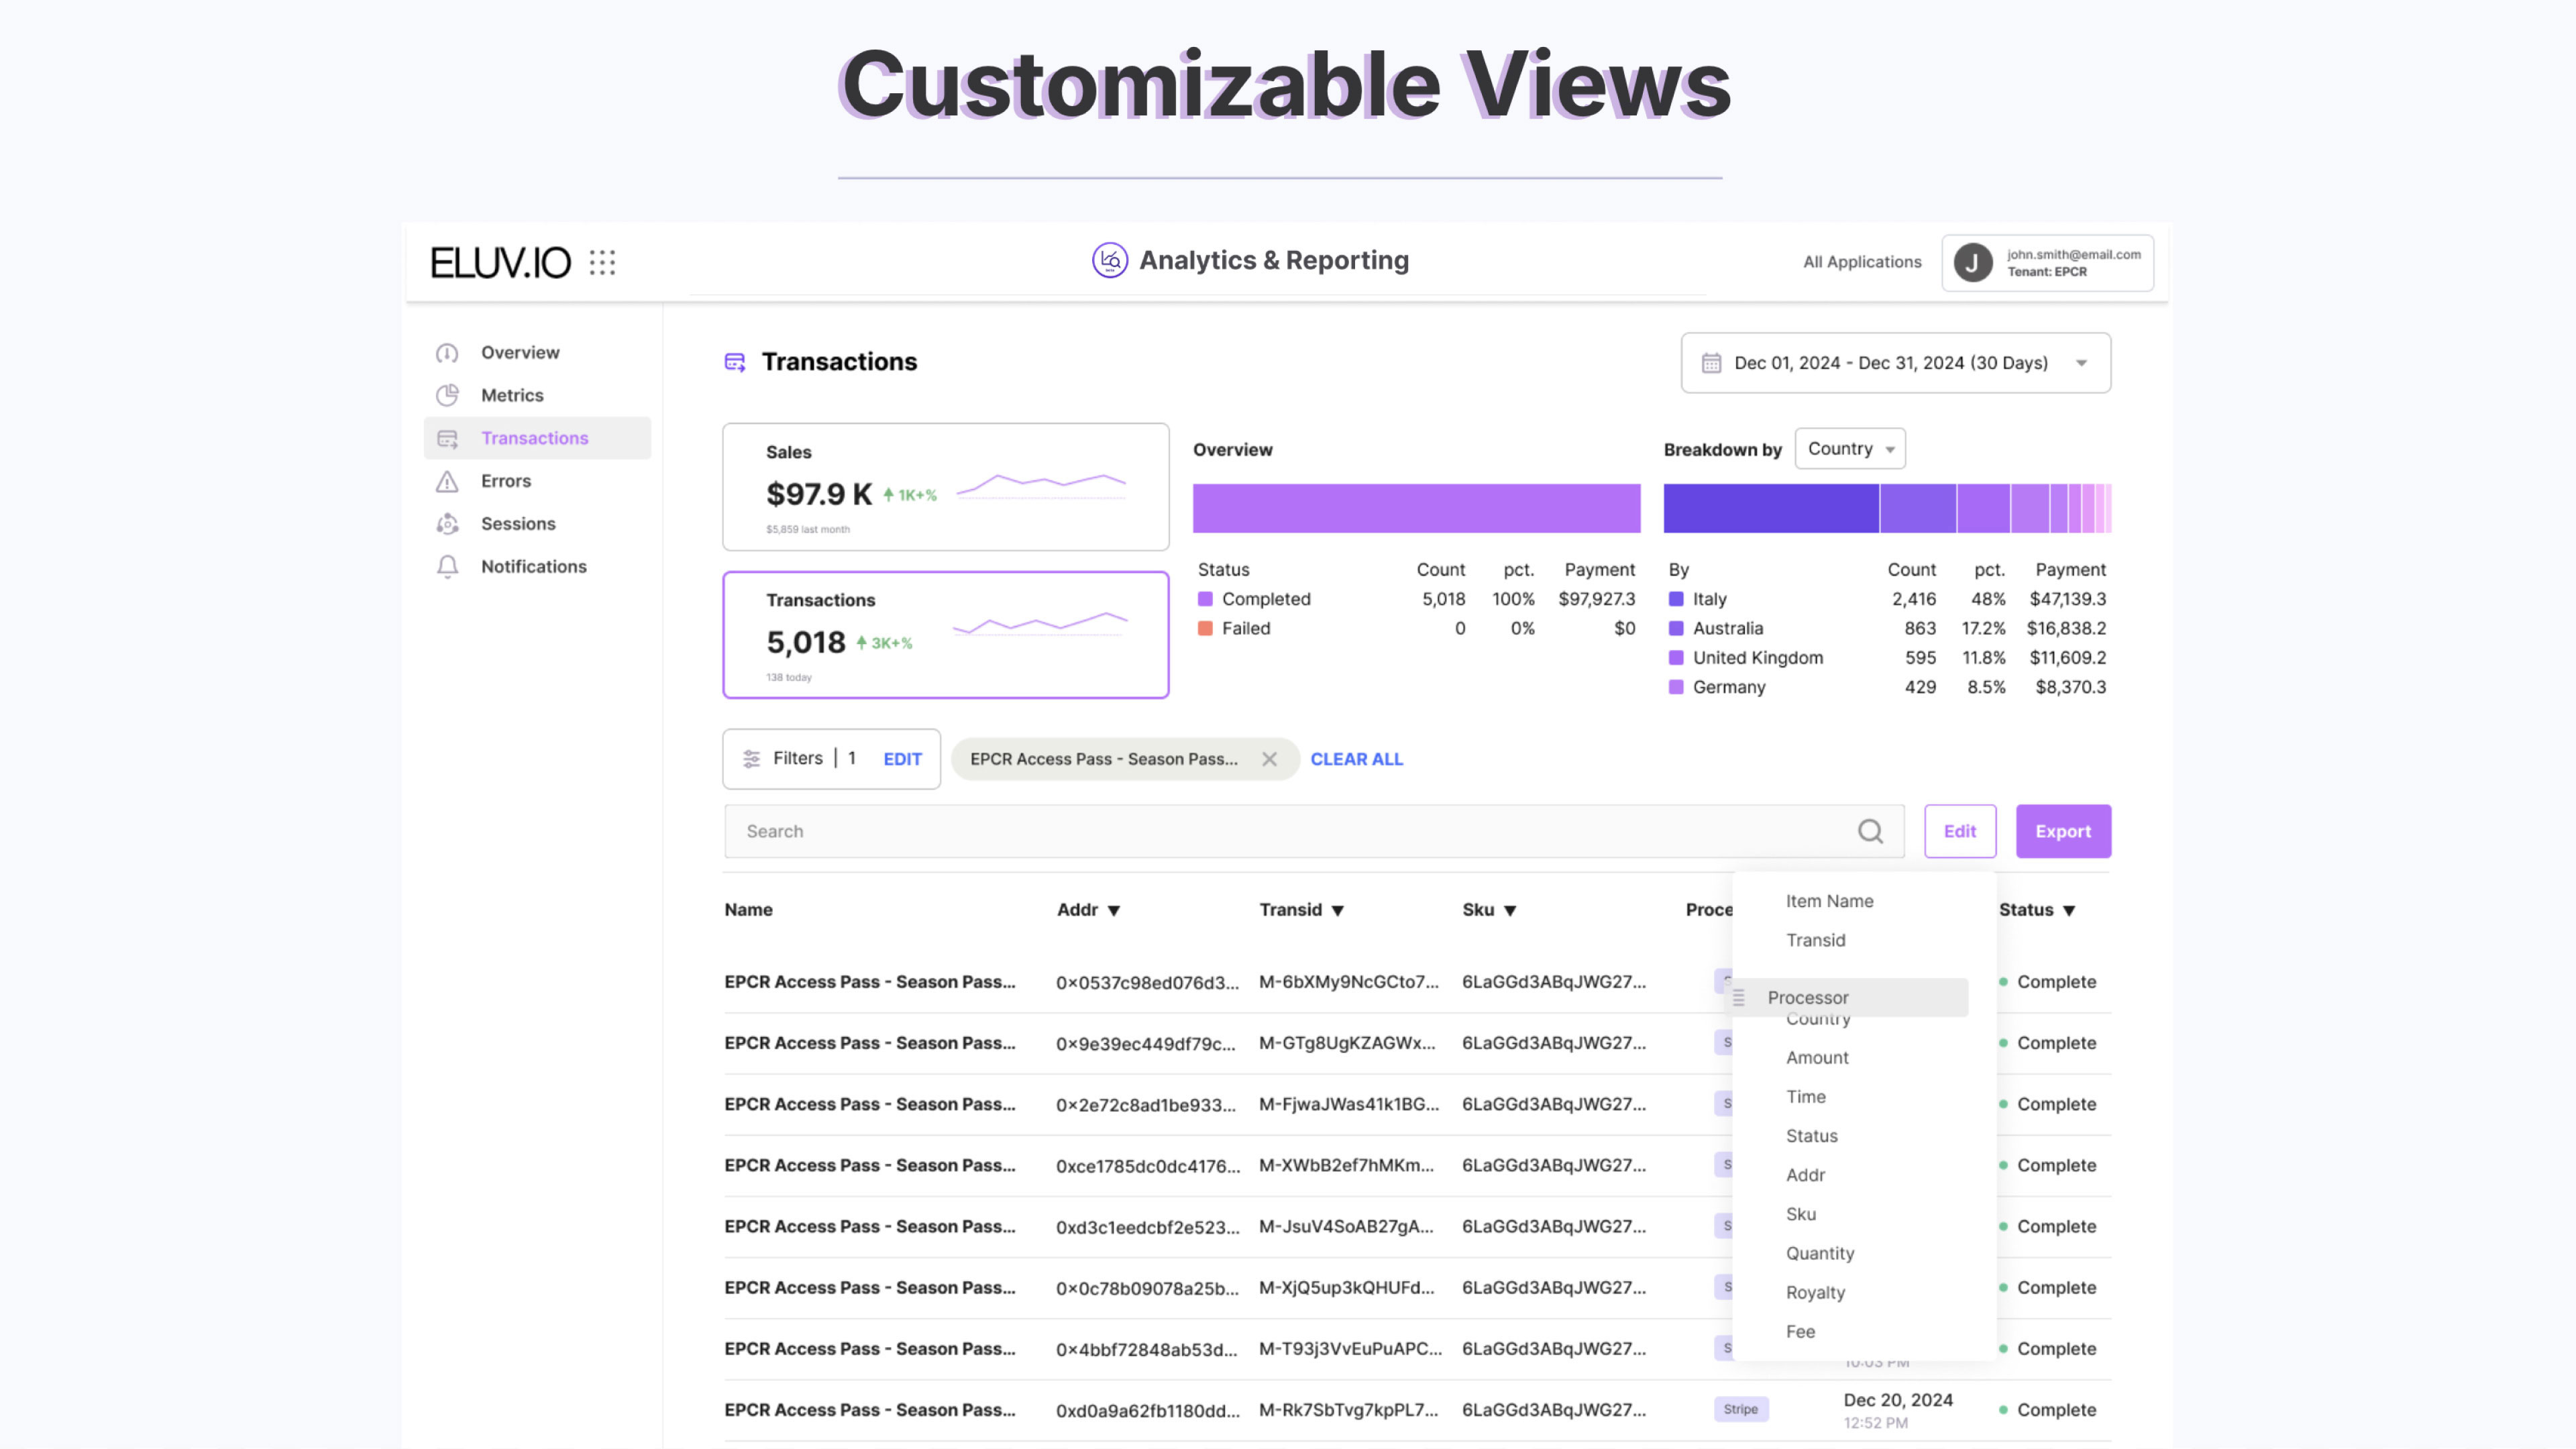 Customizable Views
ELUV.IO
Analytics & Reporting
All Applications
J
john.smith@email.com
Tenant: EPCR
Overview
Metrics
Transactions
Errors
Sessions
Notifications
Transactions
Dec 01, 2024 - Dec 31, 2024 (30 Days)
Sales
$97.9 K 1K+%
$5,859 last month
Transactions
5,018 3K+%
138 today
Overview
Status Count pct. Payment
Completed 5,018 100% $97,927.3
Failed 0 0% $0
Breakdown by Country
By Count pct. Payment
Italy 2,416 48% $47,139.3
Australia 863 17.2% $16,838.2
United Kingdom 595 11.8% $11,609.2
Germany 429 8.5% $8,370.3
Filters | 1 EDIT
EPCR Access Pass - Season Pass...
CLEAR ALL
Search
Edit
Export
Name Addr Transid Sku Proce Status
EPCR Access Pass - Season Pass... 0x0537c98ed076d3... M-6bXMy9NcGCto7... 6LaGGd3ABqJWG27... S Complete
EPCR Access Pass - Season Pass... 0x9e39ec449df79c... M-GTg8UgKZAGWx... 6LaGGd3ABqJWG27... S Complete
EPCR Access Pass - Season Pass... 0x2e72c8ad1be933... M-FjwaJWas41k1BG... 6LaGGd3ABqJWG27... S Complete
EPCR Access Pass - Season Pass... 0xce1785dc0dc4176... M-XWbB2ef7hMKm... 6LaGGd3ABqJWG27... S Complete
EPCR Access Pass - Season Pass... 0xd3c1eedcbf2e523... M-JsuV4SoAB27gA... 6LaGGd3ABqJWG27... S Complete
EPCR Access Pass - Season Pass... 0x0c78b09078a25b... M-XjQ5up3kQHUFd... 6LaGGd3ABqJWG27... S Complete
EPCR Access Pass - Season Pass... 0x4bbf72848ab53d... M-T93j3VvEuPuAPC... 6LaGGd3ABqJWG27... S Complete
10:03 PM
EPCR Access Pass - Season Pass... 0xd0a9a62fb1180dd... M-Rk7SbTvg7kpPL7... 6LaGGd3ABqJWG27... Stripe Dec 20, 2024 Complete
12:52 PM
Item Name
Transid
Processor
Country
Amount
Time
Status
Addr
Sku
Quantity
Royalty
Fee